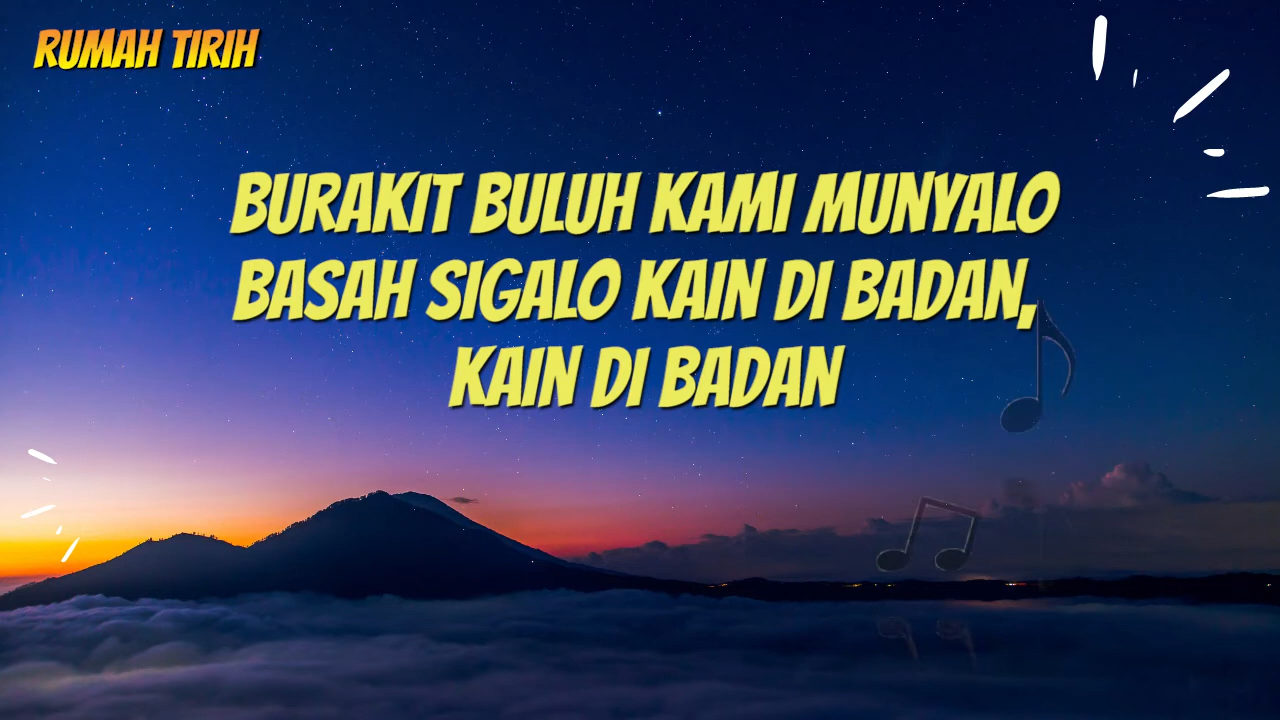 RUMAH TIRIH
BURAKIT BULUH KAMI MUNYALO
BASAH SIGALO KAIN DI BADAN,
KAIN DI BADAN